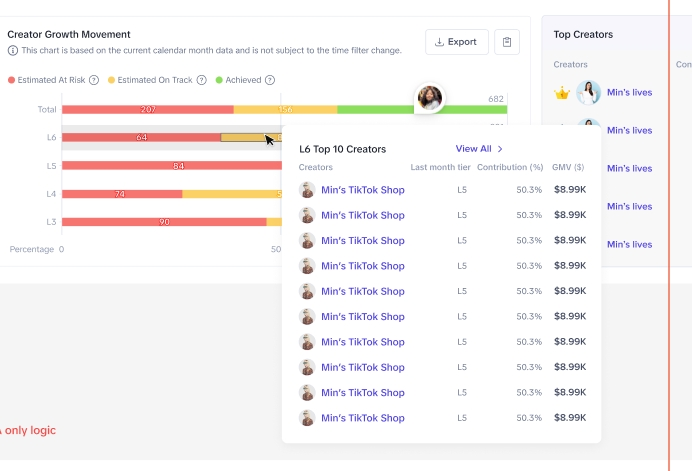 Creator Growth Movement
This chart is based on the current calendar month data and is not subject to the time filter change.
Export
Estimated At Risk
Estimated On Track
Achieved
682
Total 207 156
L6 64
L5 84
L4 74
L3 90
Percentage 0 50
L6 Top 10 Creators View All
Creators Last month tier Contribution (%) GMV ($)
Min's TikTok Shop L5 50.3% $8.99K
Min's TikTok Shop L5 50.3% $8.99K
Min's TikTok Shop L5 50.3% $8.99K
Min's TikTok Shop L5 50.3% $8.99K
Min's TikTok Shop L5 50.3% $8.99K
Min's TikTok Shop L5 50.3% $8.99K
Min's TikTok Shop L5 50.3% $8.99K
Min's TikTok Shop L5 50.3% $8.99K
Min's TikTok Shop L5 50.3% $8.99K
Min's TikTok Shop L5 50.3% $8.99K
Top Creators
Creators Con
Min's lives
Min's lives
Min's lives
Min's lives
Min's lives
only logic